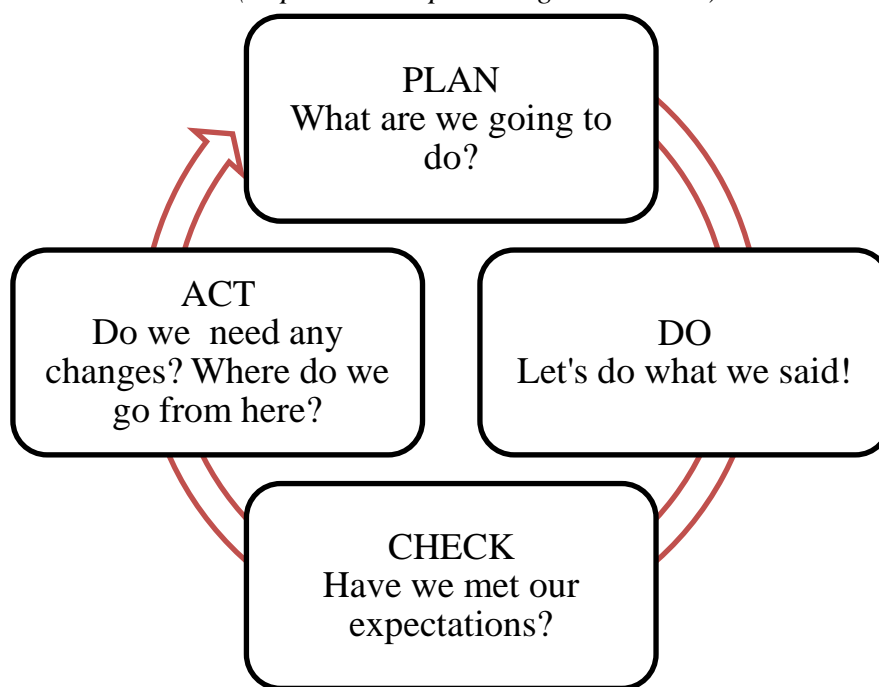 PLAN
What are we going to
do?
DO
Let's do what we said!
CHECK
Have we met our
expectations?
ACT
Do we  need any
changes? Where do we
go from here?